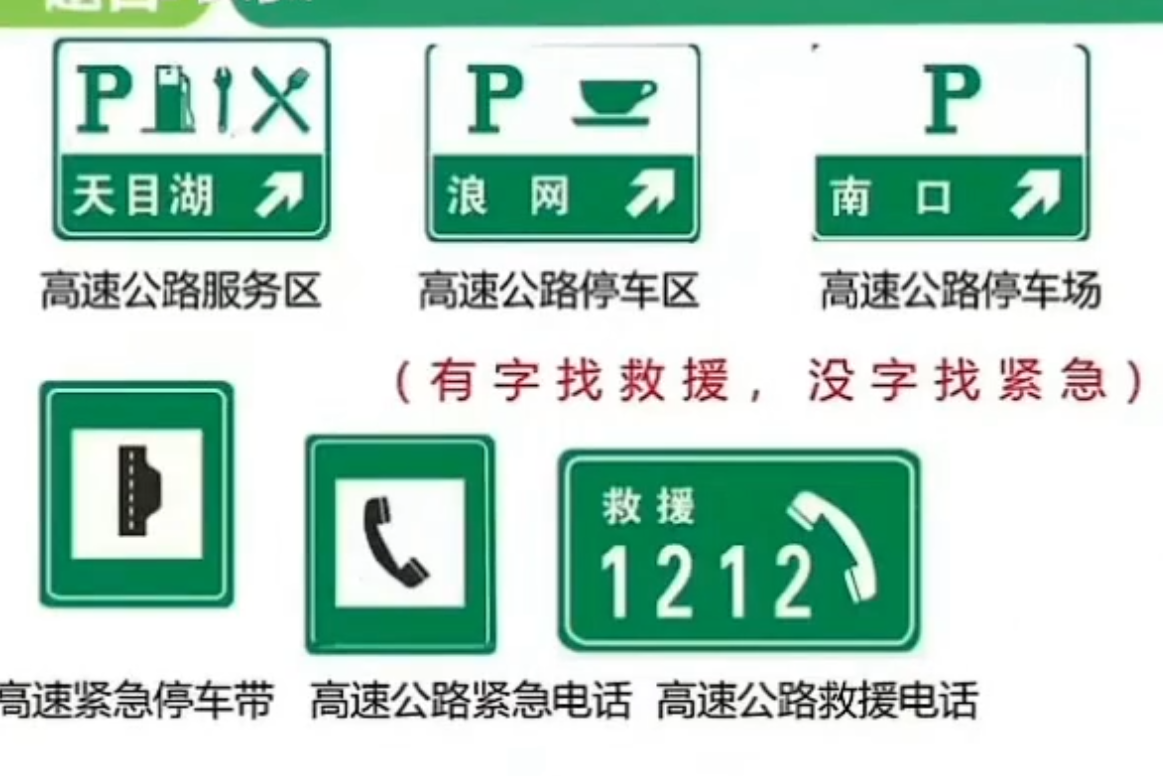 P
天目湖
高速公路服务区
P
浪网
高速公路停车区
P
南口
高速公路停车场
（有字找救援，没字找紧急）
救援
1212
高速紧急停车带
高速公路紧急电话
高速公路救援电话